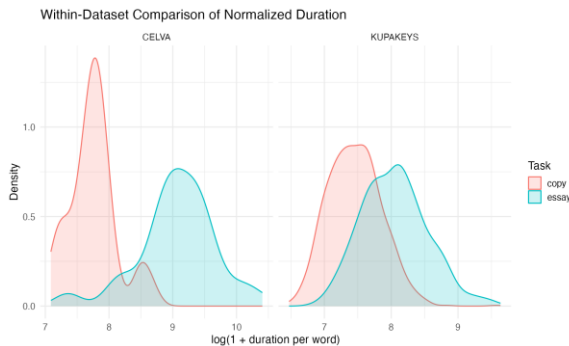 Within-Dataset Comparison of Normalized Duration
CELVA
KUPAKEYS
Density
1.0
0.5
0.0
7
8
9
10
7
8
9
log(1 + duration per word)
Task
copy
essay